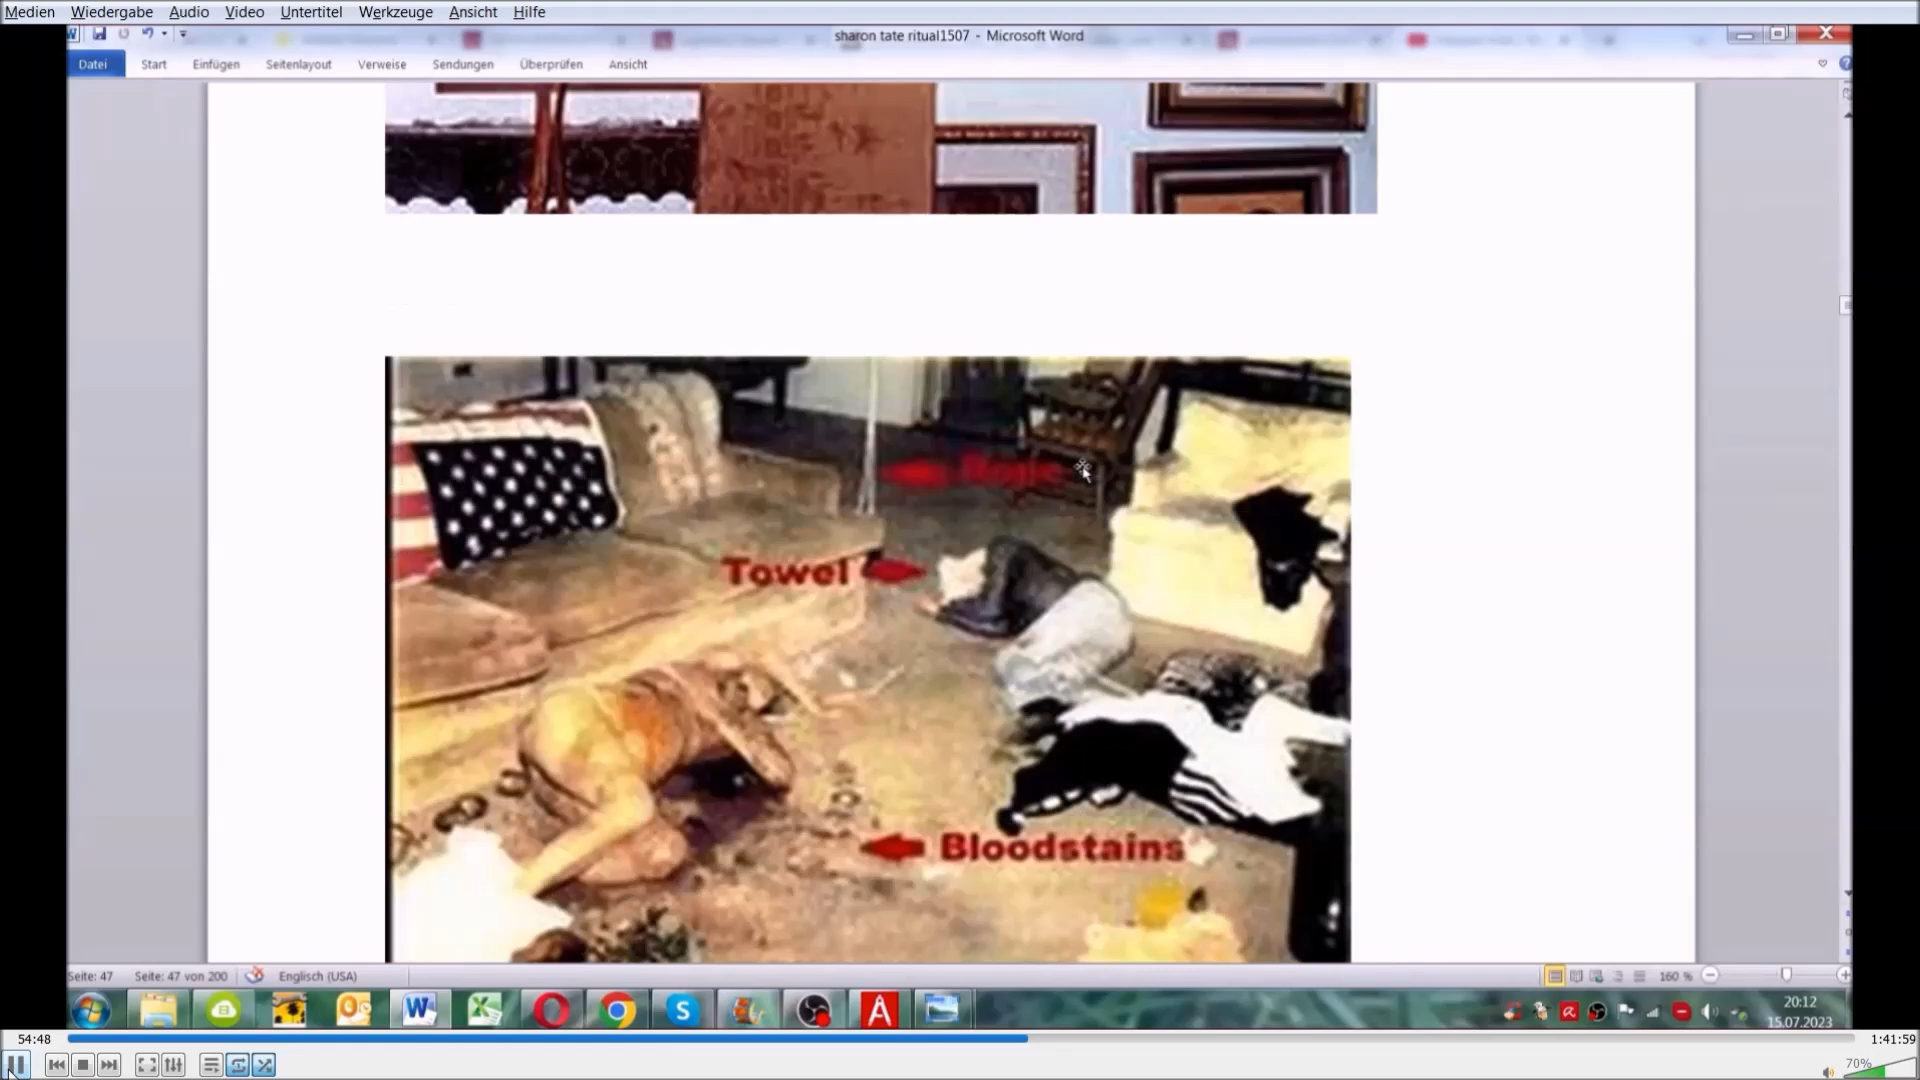 Medien Wiedergabe Audio Video Untertitel Werkzeuge Ansicht Hilfe
sharon tate ritual1507 - Microsoft Word
Datei Start Einfügen Seitenlayout Verweise Sendungen Überprüfen Ansicht
Towel
Bloodstains
Seite: 47 Seite: 47 von 200 Englisch (USA) 160 %
20:12
15.07.2023
54:48 1:41:59
70%